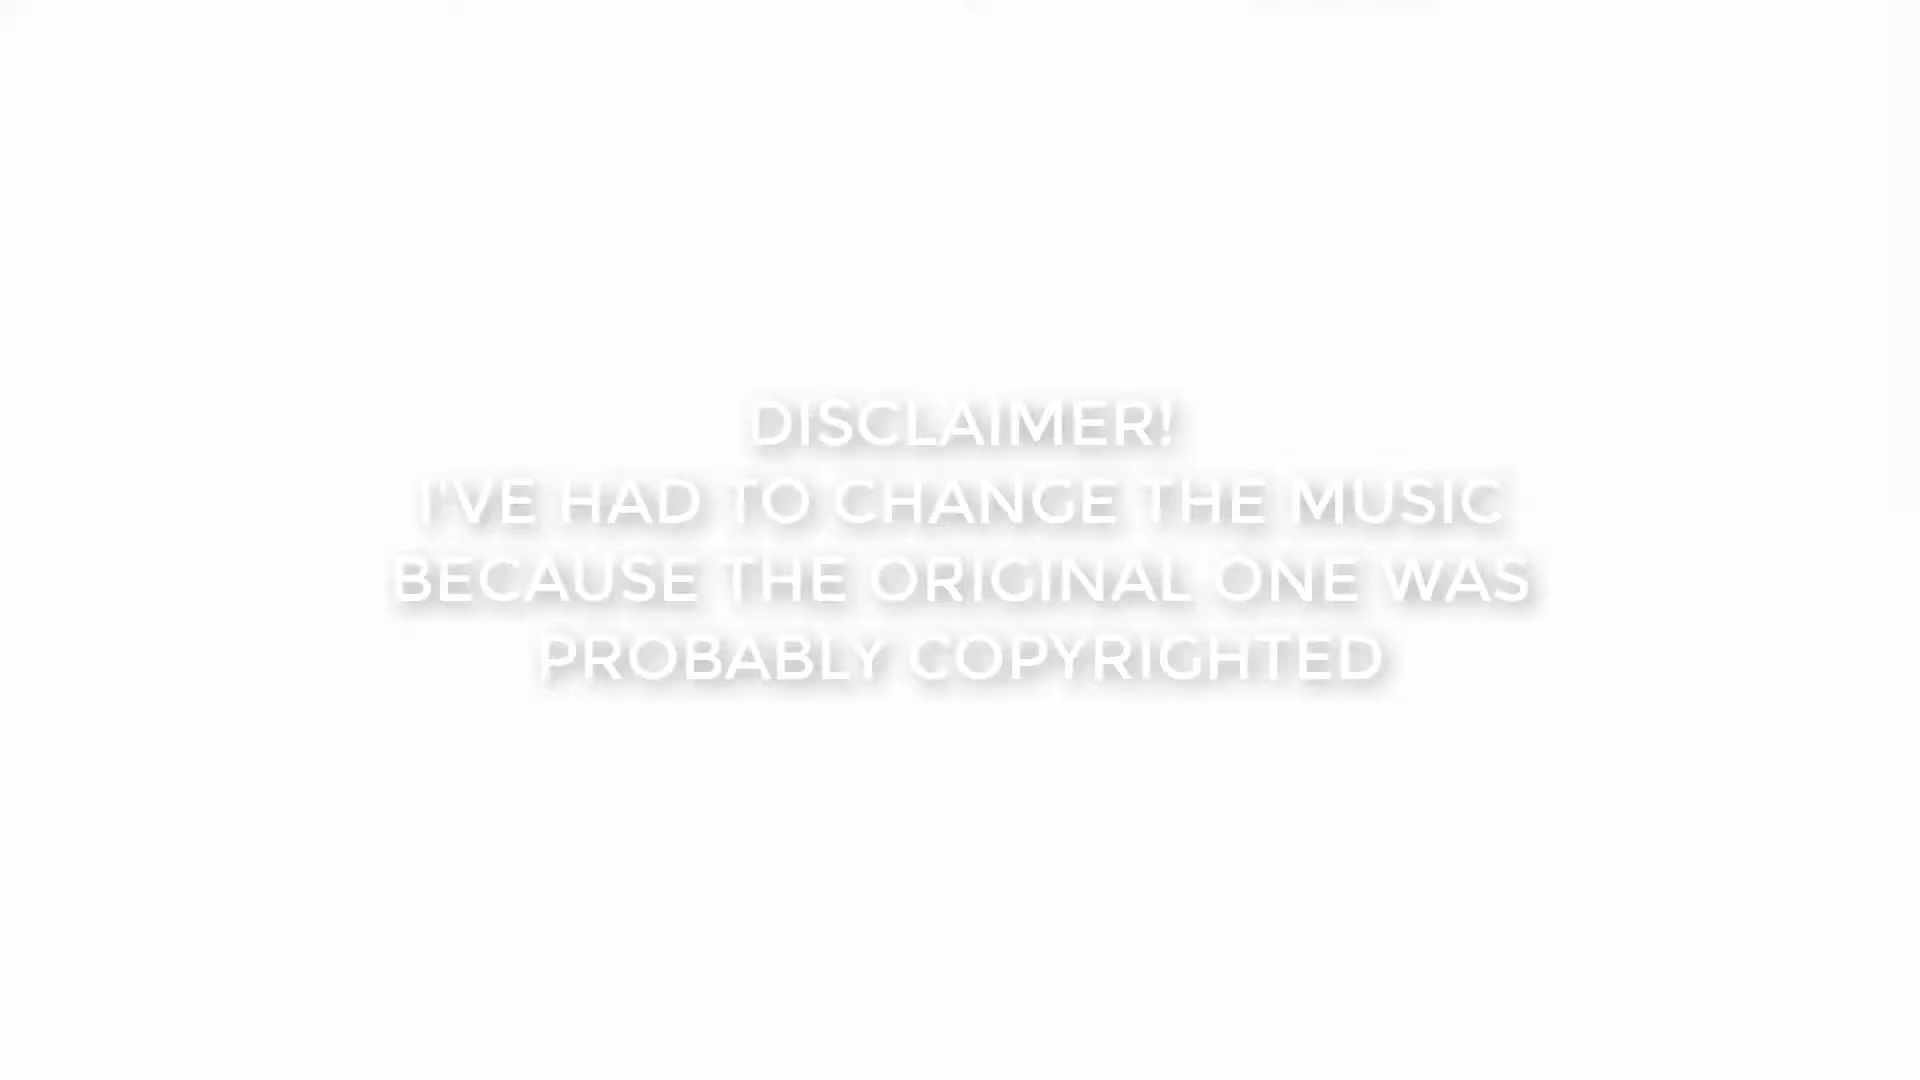 DISCLAIMER!
I'VE HAD TO CHANGE THE MUSIC
BECAUSE THE ORIGINAL ONE WAS
PROBABLY COPYRIGHTED